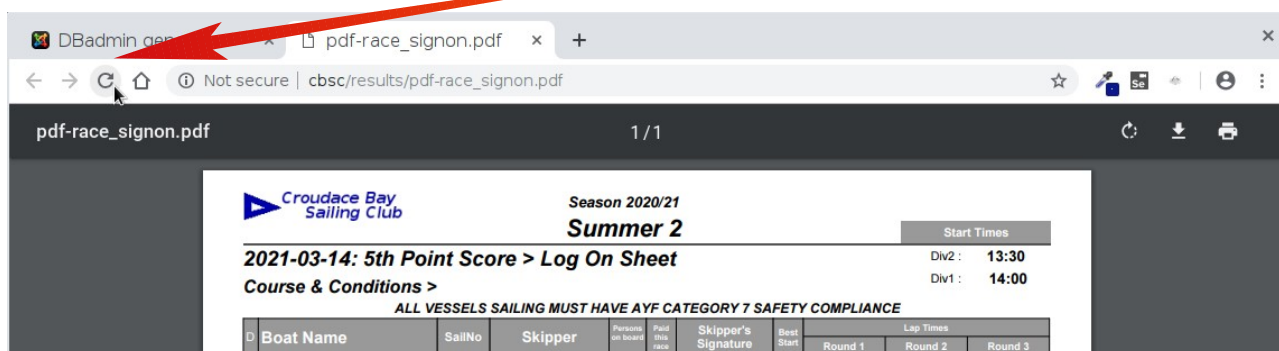 DBadmin gen
pdf-race_signon.pdf
Not secure | cbsc/results/pdf-race_signon.pdf
Se
pdf-race_signon.pdf
1/1
Croudace Bay
Sailing Club
Season 2020/21
Summer 2
Start Times
2021-03-14: 5th Point Score > Log On Sheet
Div2 : 13:30
Course & Conditions >
Div1 : 14:00
ALL VESSELS SAILING MUST HAVE AYF CATEGORY 7 SAFETY COMPLIANCE
D Boat Name SailNo Skipper Persons on board Paid this race Skipper's Signature Best Start Lap Times
Round 1 Round 2 Round 3